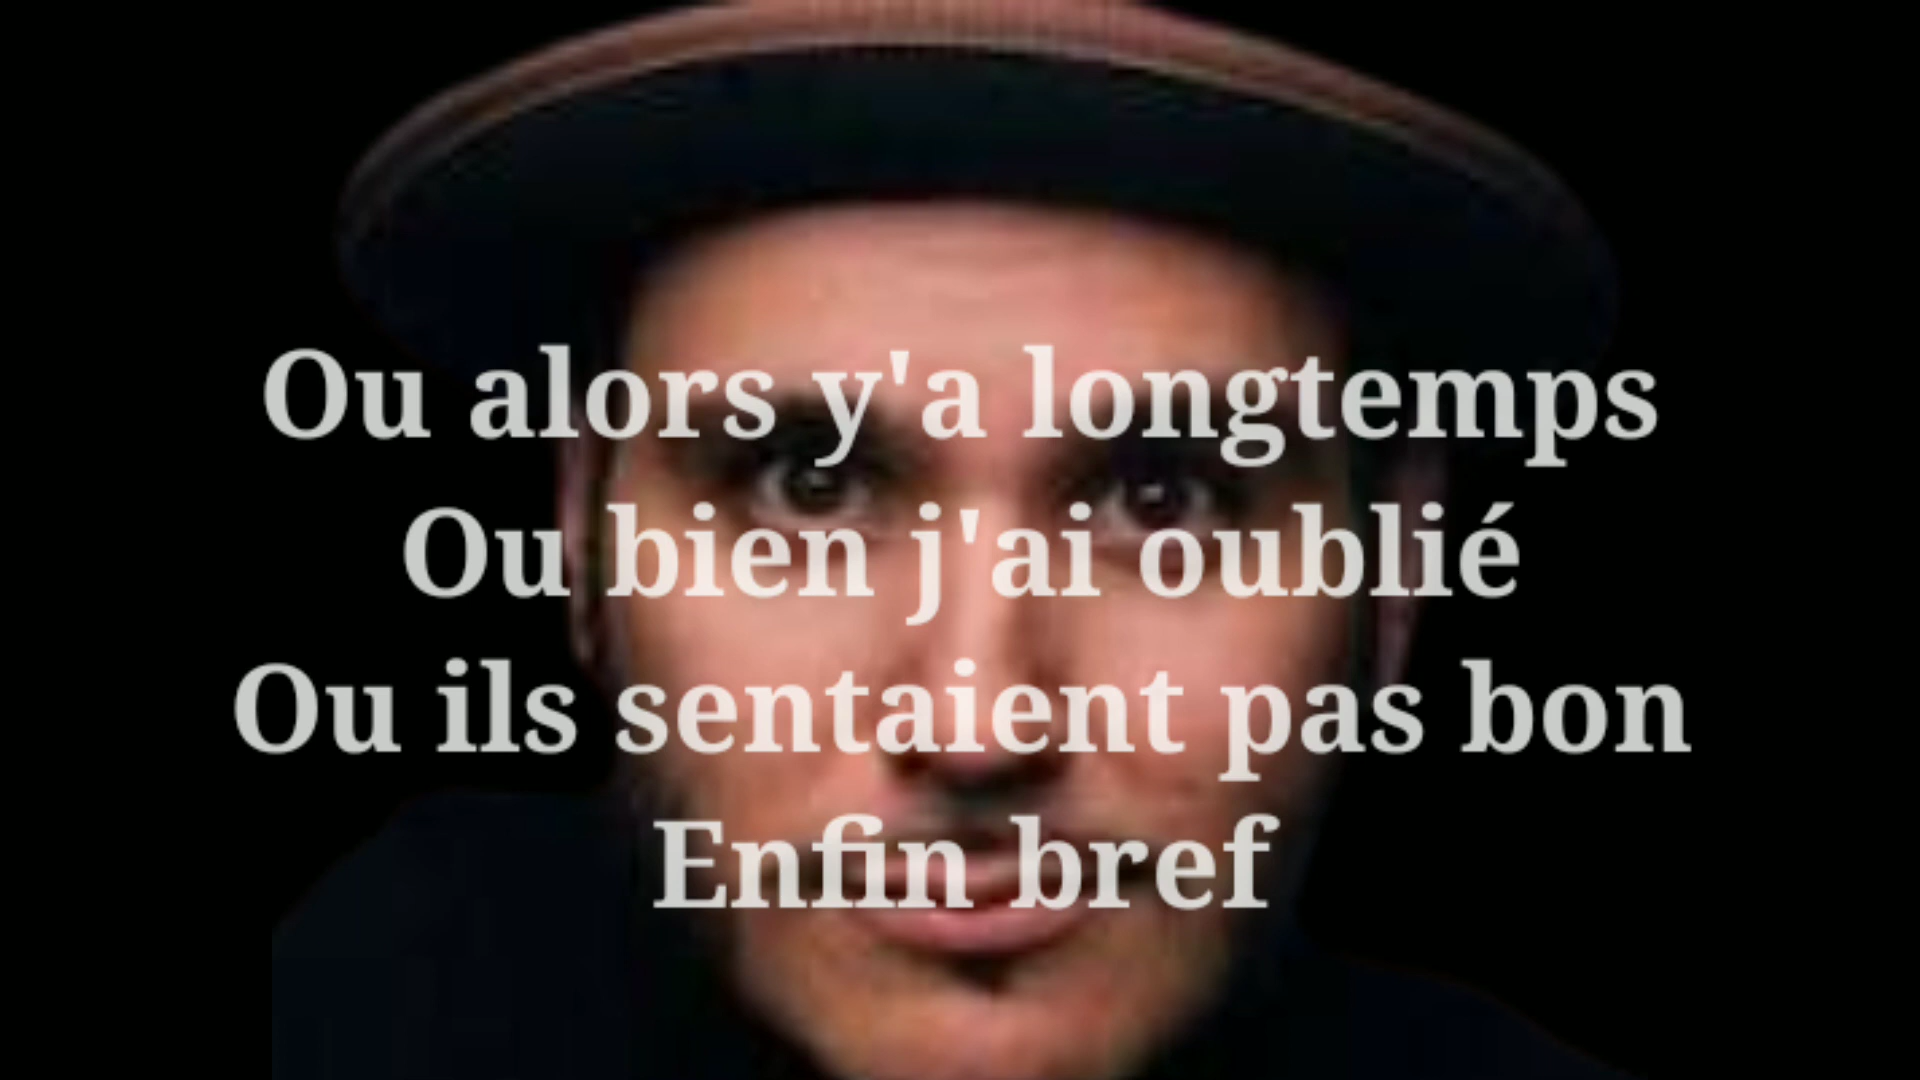 Ou alors y'a longtemps
Ou bien j'ai oublié
Ou ils sentaient pas bon
Enfin bref